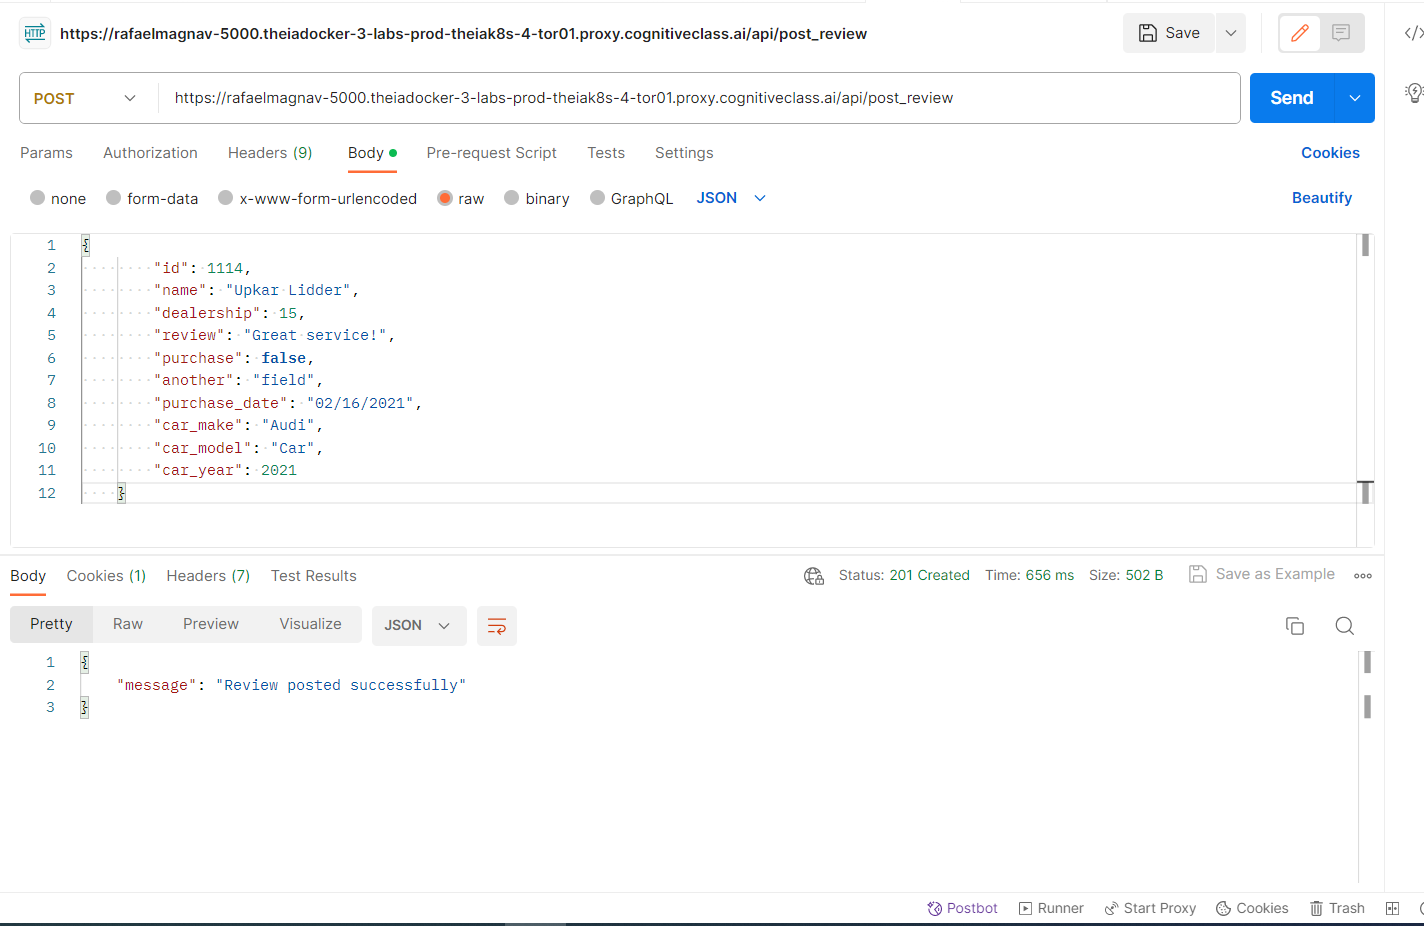 HTTP https://rafaelmagnav-5000.theiadocker-3-labs-prod-theiak8s-4-tor01.proxy.cognitiveclass.ai/api/post_review Save
POST https://rafaelmagnav-5000.theiadocker-3-labs-prod-theiak8s-4-tor01.proxy.cognitiveclass.ai/api/post_review Send
Params Authorization Headers (9) Body Pre-request Script Tests Settings Cookies
none form-data x-www-form-urlencoded raw binary GraphQL JSON Beautify
1 {
2 "id": 1114,
3 "name": "Upkar Lidder",
4 "dealership": 15,
5 "review": "Great service!",
6 "purchase": false,
7 "another": "field",
8 "purchase_date": "02/16/2021",
9 "car_make": "Audi",
10 "car_model": "Car",
11 "car_year": 2021
12 }
Body Cookies (1) Headers (7) Test Results Status: 201 Created Time: 656 ms Size: 502 B Save as Example
Pretty Raw Preview Visualize JSON
1 {
2 "message": "Review posted successfully"
3 }
Postbot Runner Start Proxy Cookies Trash